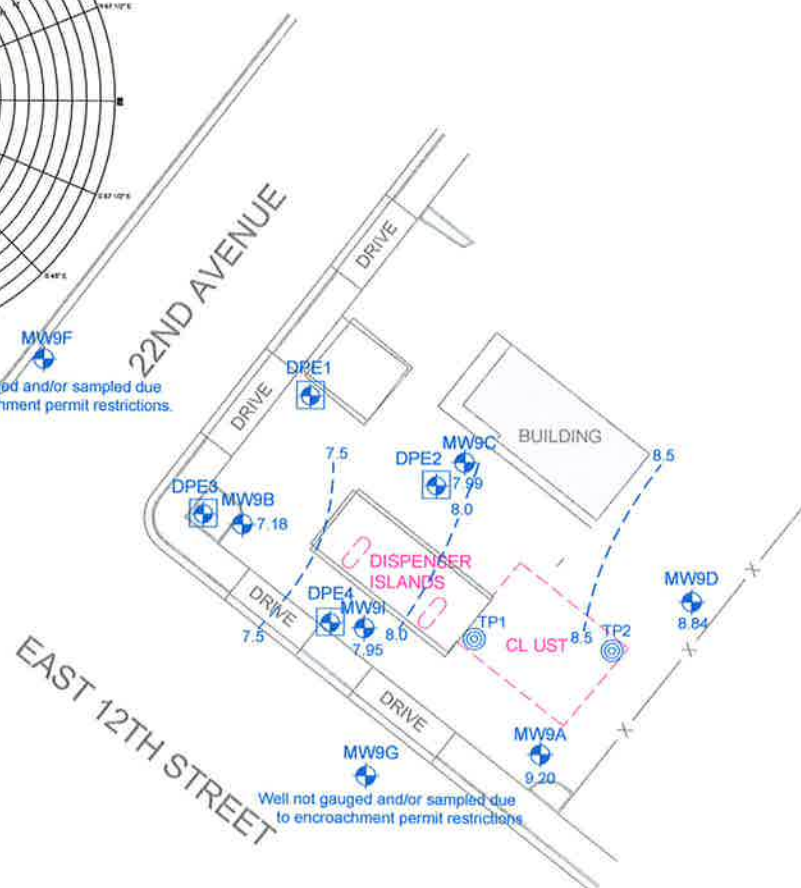 22ND AVENUE
DRIVE
MW9F
ed and/or sampled due
hment permit restrictions.
DPE1
DRIVE
BUILDING
MW9C
DPE2
7.99
7.5
8.0
8.5
DPE3
MW9B
7.18
DISPENSER
ISLANDS
DRIVE
DPE4
MW9I
7.95
7.5
8.0
TP1
CL UST
8.5
TP2
MW9D
8.84
X
X
X
DRIVE
MW9A
9.20
EAST 12TH STREET
MW9G
Well not gauged and/or sampled due
to encroachment permit restrictions